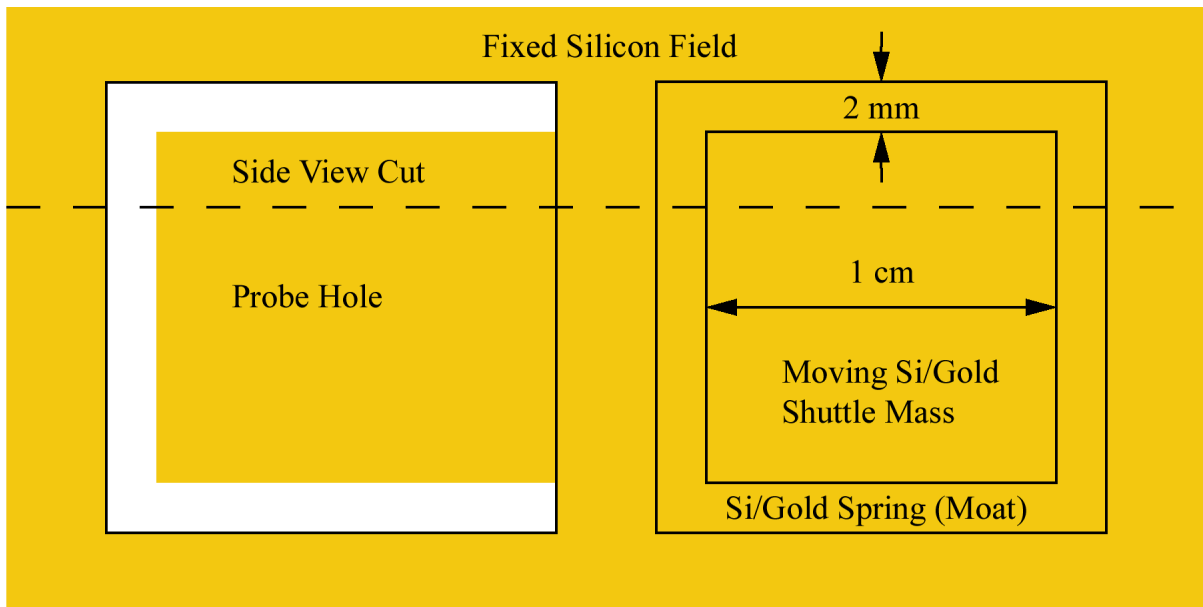 Fixed Silicon Field
2 mm
Side View Cut
1 cm
Probe Hole
Moving Si/Gold
Shuttle Mass
Si/Gold Spring (Moat)